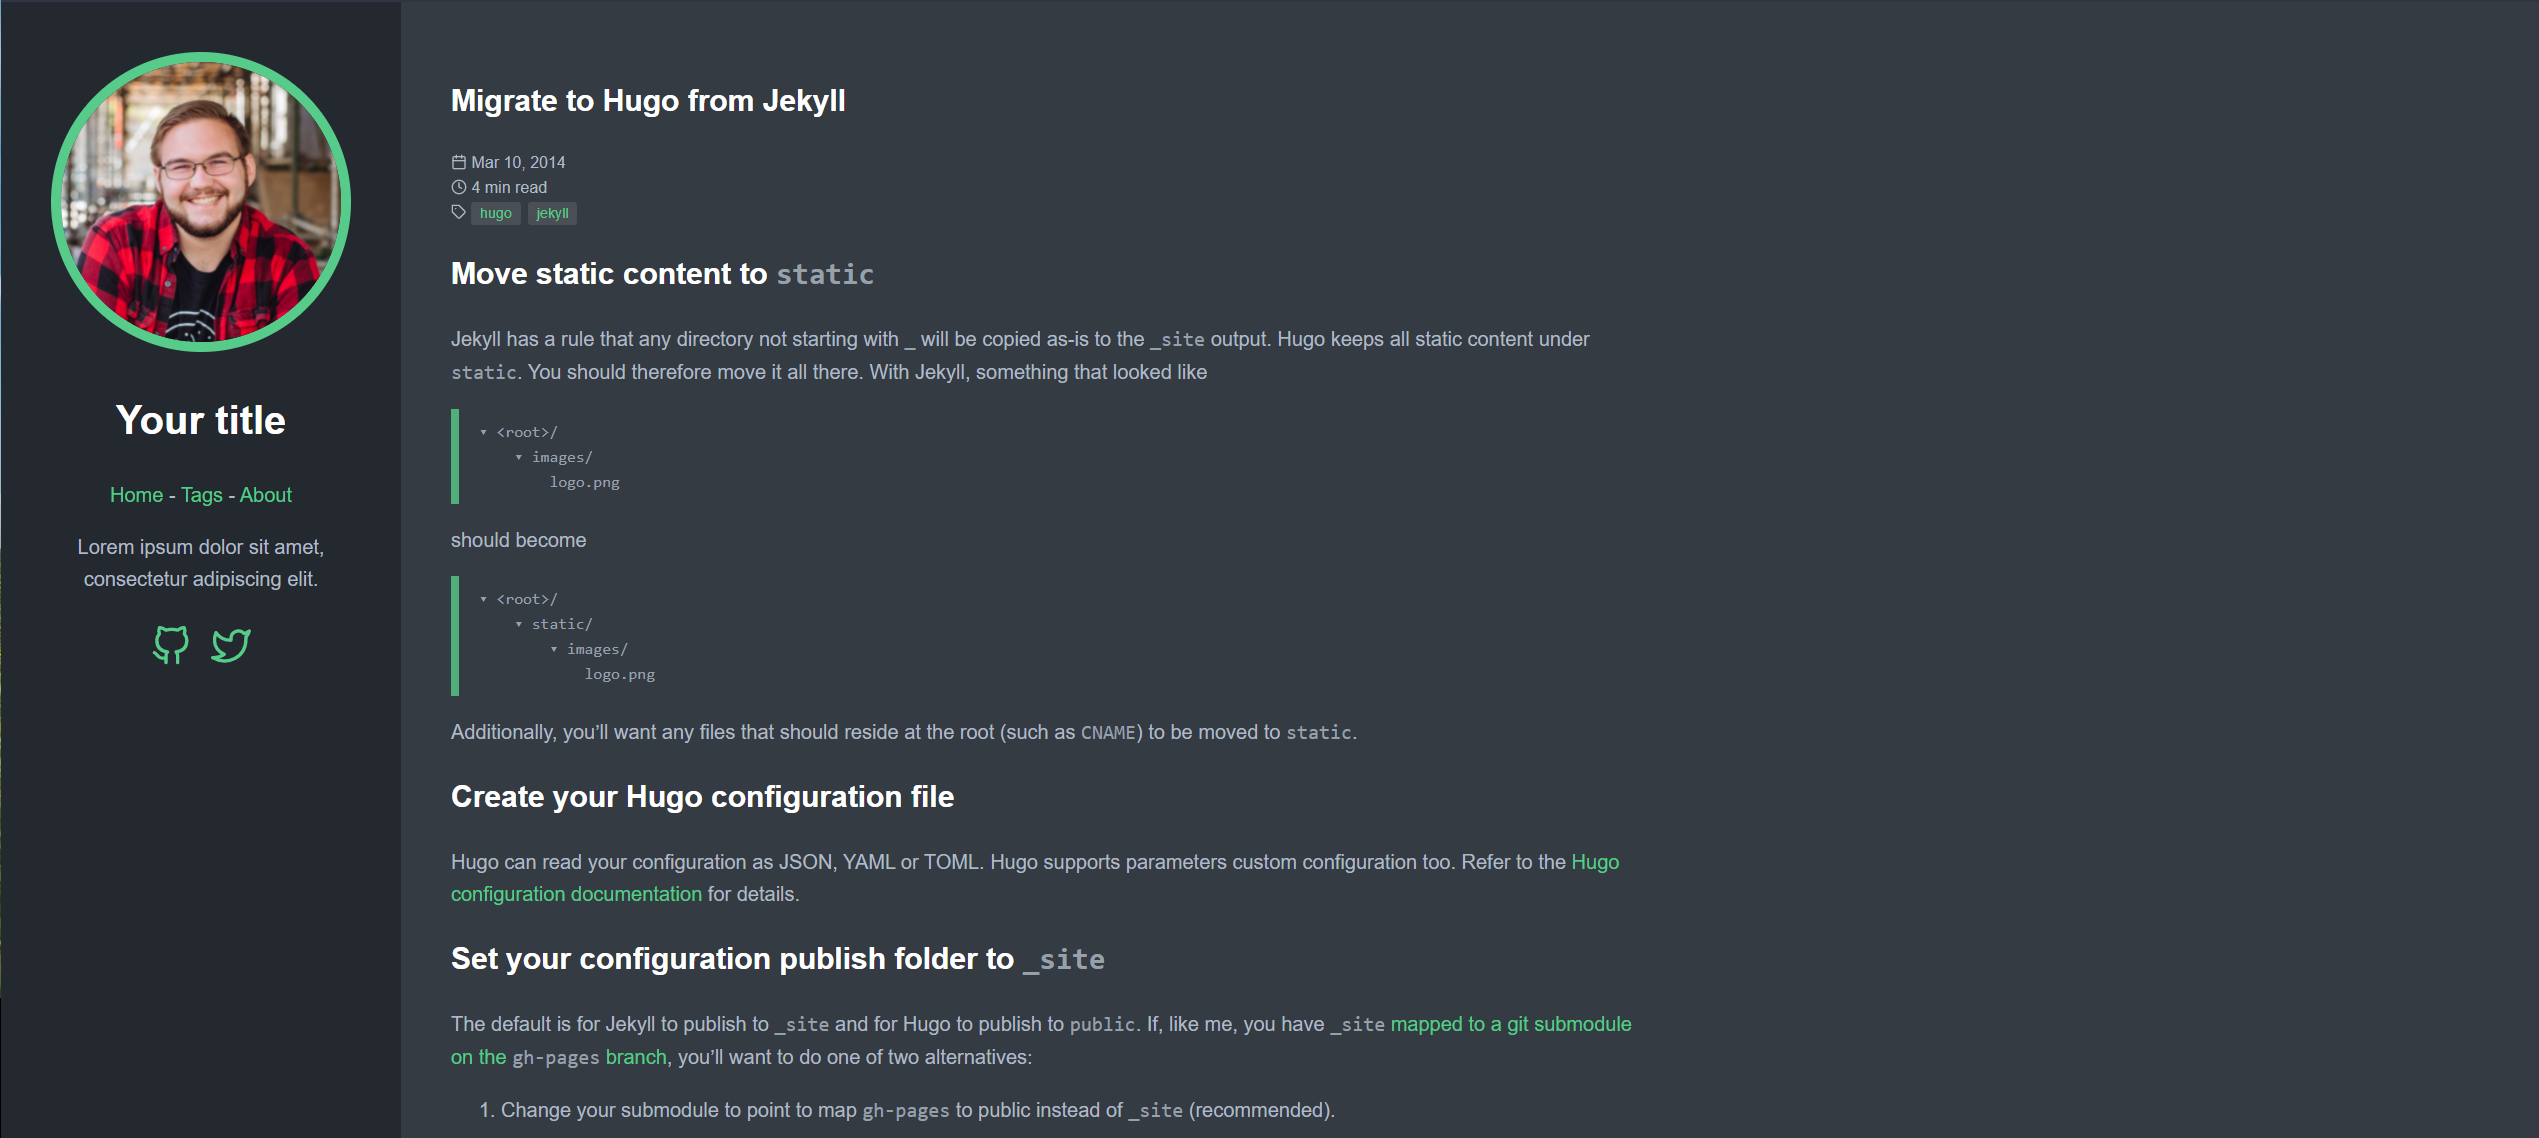 Your title
Home - Tags - About
Lorem ipsum dolor sit amet,
consectetur adipiscing elit.
Migrate to Hugo from Jekyll
Mar 10, 2014
4 min read
hugo jekyll
Move static content to static
Jekyll has a rule that any directory not starting with _ will be copied as-is to the _site output. Hugo keeps all static content under
static. You should therefore move it all there. With Jekyll, something that looked like
▾ <root>/
▾ images/
logo.png
should become
▾ <root>/
▾ static/
▾ images/
logo.png
Additionally, you’ll want any files that should reside at the root (such as CNAME) to be moved to static.
Create your Hugo configuration file
Hugo can read your configuration as JSON, YAML or TOML. Hugo supports parameters custom configuration too. Refer to the Hugo
configuration documentation for details.
Set your configuration publish folder to _site
The default is for Jekyll to publish to _site and for Hugo to publish to public. If, like me, you have _site mapped to a git submodule
on the gh-pages branch, you’ll want to do one of two alternatives:
1. Change your submodule to point to map gh-pages to public instead of _site (recommended).